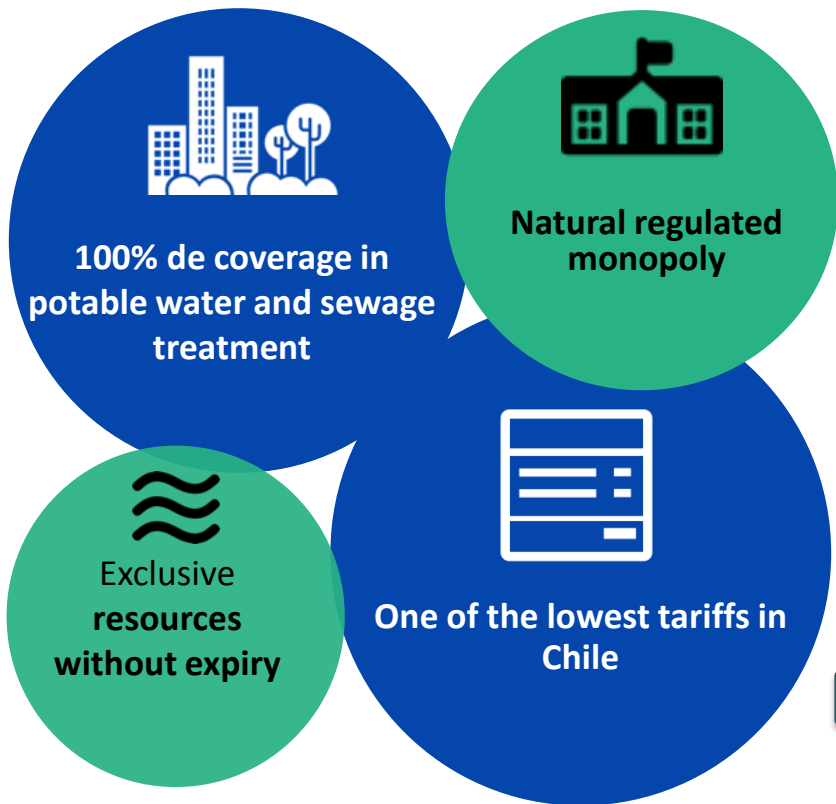 100% de coverage in
potable water and sewage
treatment
Natural regulated
monopoly
Exclusive
resources
without expiry
One of the lowest tariffs in
Chile